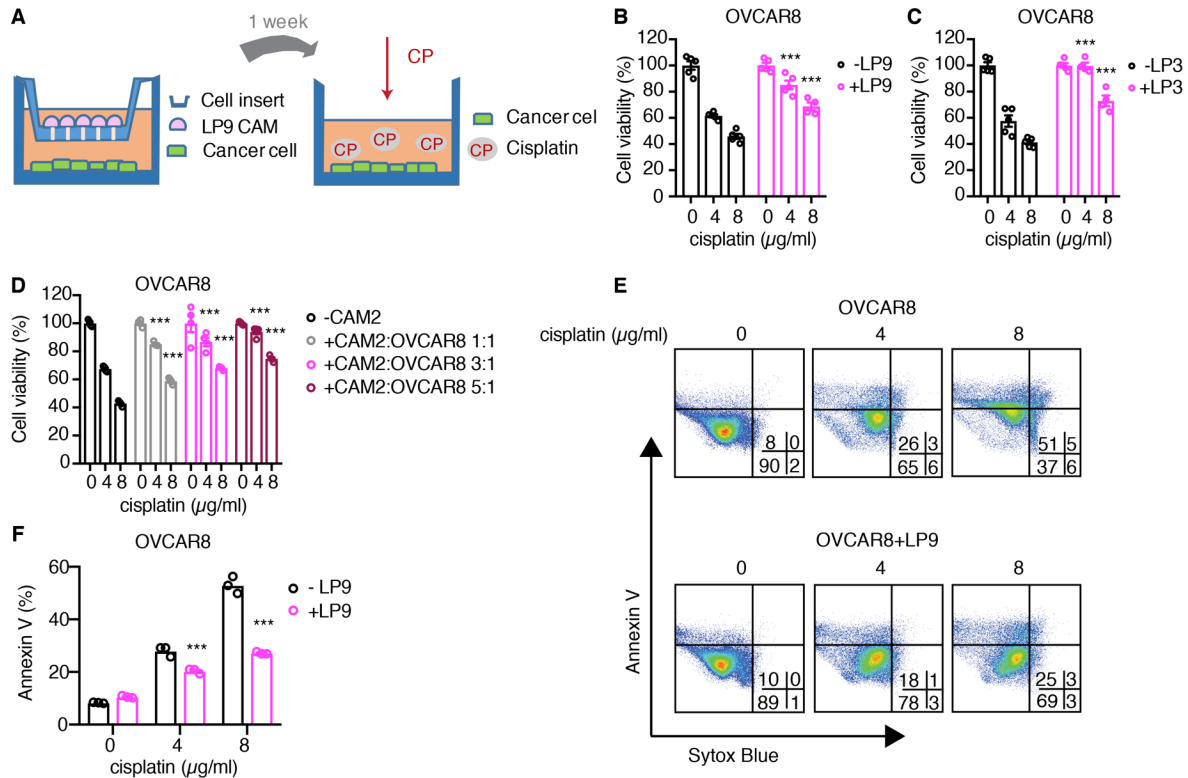 A
1 week
CP
Cell insert
LP9 CAM
Cancer cell
CP CP CP
Cancer cel
CP Cisplatin
B
OVCAR8
Cell viability (%)
120
100
80
60
40
20
0
-LP9
+LP9
***
***
0 4 8 0 4 8
cisplatin (µg/ml)
C
OVCAR8
Cell viability (%)
120
100
80
60
40
20
0
-LP3
+LP3
***
***
0 4 8 0 4 8
cisplatin (µg/ml)
D
OVCAR8
Cell viability (%)
120
100
80
60
40
20
0
*** *** ***
*** *** ***
-CAM2
+CAM2:OVCAR8 1:1
+CAM2:OVCAR8 3:1
+CAM2:OVCAR8 5:1
0 4 8 0 4 8 0 4 8 0 4 8
cisplatin (µg/ml)
E
OVCAR8
cisplatin (µg/ml) 0 4 8
8 0
90 2
26 3
65 6
51 5
37 6
OVCAR8+LP9
0 4 8
10 0
89 1
18 1
78 3
25 3
69 3
Annexin V
Sytox Blue
F
OVCAR8
Annexin V (%)
60
40
20
0
- LP9
+LP9
***
***
0 4 8
cisplatin (µg/ml)